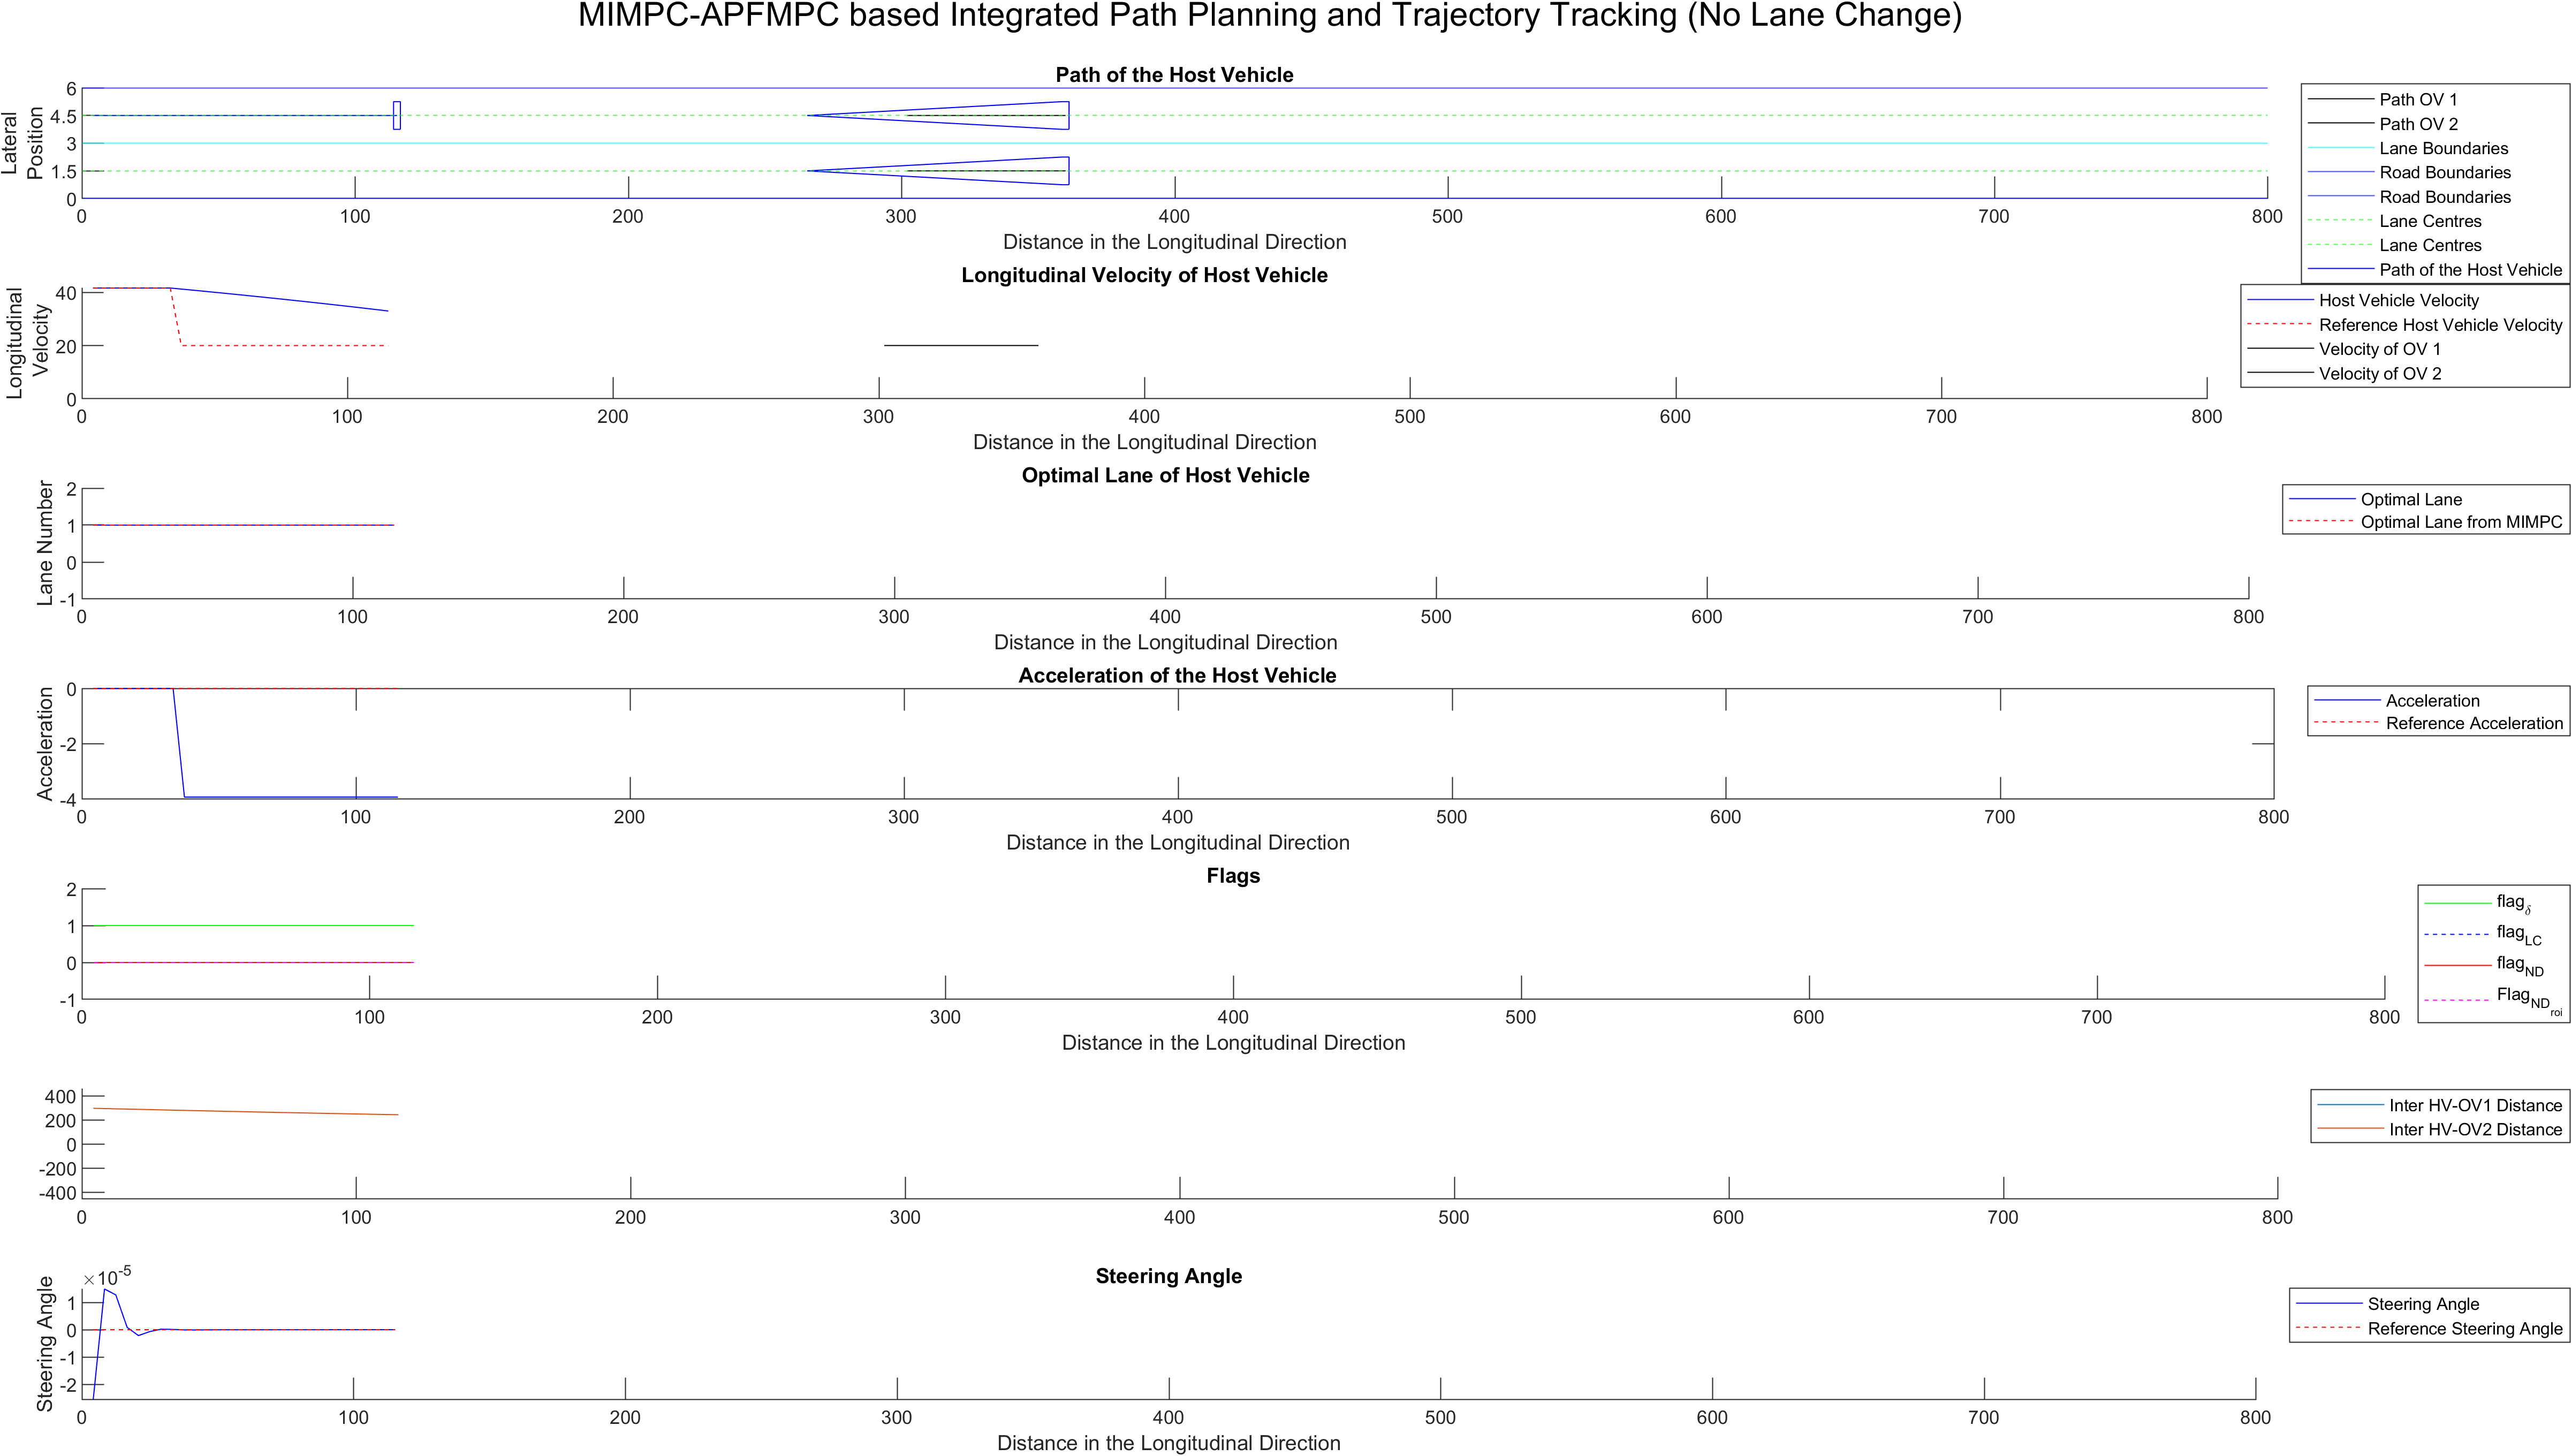 MIMPC-APFMPC based Integrated Path Planning and Trajectory Tracking (No Lane Change)
Path of the Host Vehicle
Lateral
Position
6
4.5
3
1.5
0
0 100 200 300 400 500 600 700 800
Distance in the Longitudinal Direction
Path OV 1
Path OV 2
Lane Boundaries
Road Boundaries
Road Boundaries
Lane Centres
Lane Centres
Path of the Host Vehicle
Longitudinal Velocity of Host Vehicle
Longitudinal
Velocity
40
20
0
0 100 200 300 400 500 600 700 800
Distance in the Longitudinal Direction
Host Vehicle Velocity
Reference Host Vehicle Velocity
Velocity of OV 1
Velocity of OV 2
Optimal Lane of Host Vehicle
Lane Number
2
1
0
-1
0 100 200 300 400 500 600 700 800
Distance in the Longitudinal Direction
Optimal Lane
Optimal Lane from MIMPC
Acceleration of the Host Vehicle
Acceleration
0
-2
-4
0 100 200 300 400 500 600 700 800
Distance in the Longitudinal Direction
Acceleration
Reference Acceleration
Flags
2
1
0
-1
0 100 200 300 400 500 600 700 800
Distance in the Longitudinal Direction
flag δ
flag LC
flag ND
Flag ND roi
400
200
0
-200
-400
0 100 200 300 400 500 600 700 800
Inter HV-OV1 Distance
Inter HV-OV2 Distance
Steering Angle
Steering Angle
×10^-5
1
0
-1
-2
0 100 200 300 400 500 600 700 800
Distance in the Longitudinal Direction
Steering Angle
Reference Steering Angle